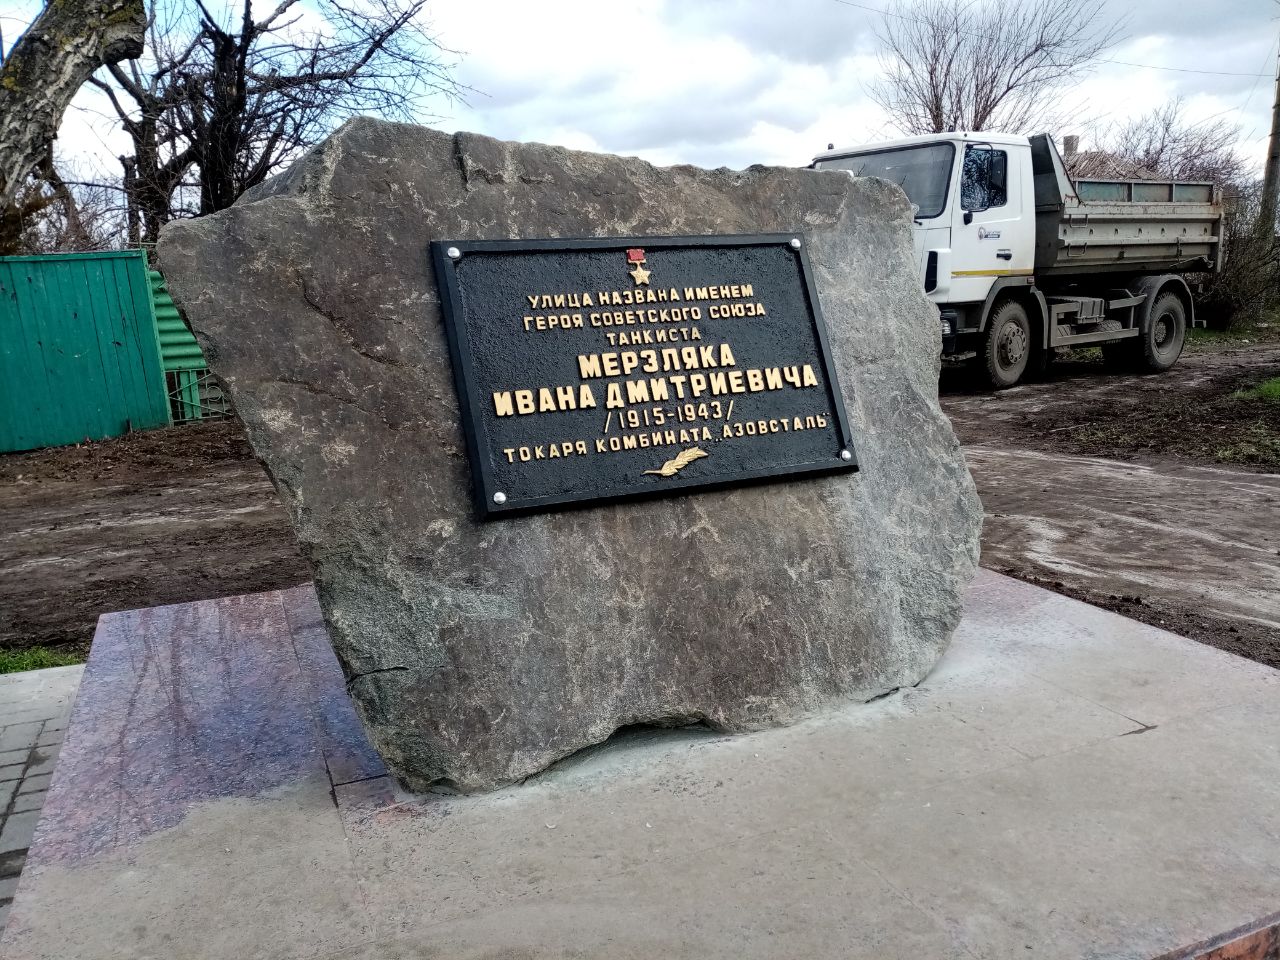 УЛИЦА НАЗВАНА ИМЕНЕМ
ГЕРОЯ СОВЕТСКОГО СОЮЗА
ТАНКИСТА
МЕРЗЛЯКА
ИВАНА ДМИТРИЕВИЧА
/1915-1943/
ТОКАРЯ КОМБИНАТА „АЗОВСТАЛЬ"